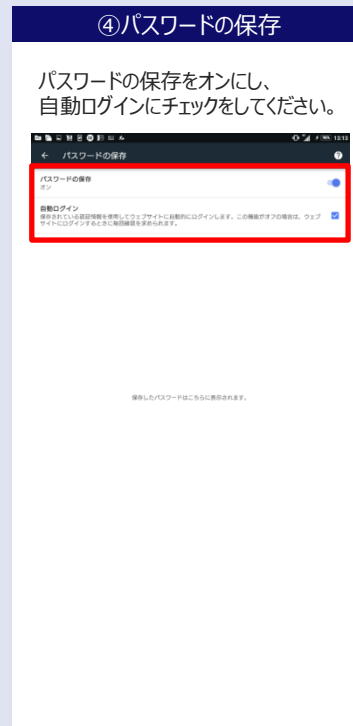 ④パスワードの保存
パスワードの保存をオンにし、
自動ログインにチェックをしてください。
13:13
パスワードの保存
パスワードの保存
オン
自動ログイン
保存されている認証情報を使用してウェブサイトに自動的にログインします。この機能がオフの場合は、ウェブ
サイトにログインするときに毎回確認を求められます。
保存したパスワードはこちらに表示されます。